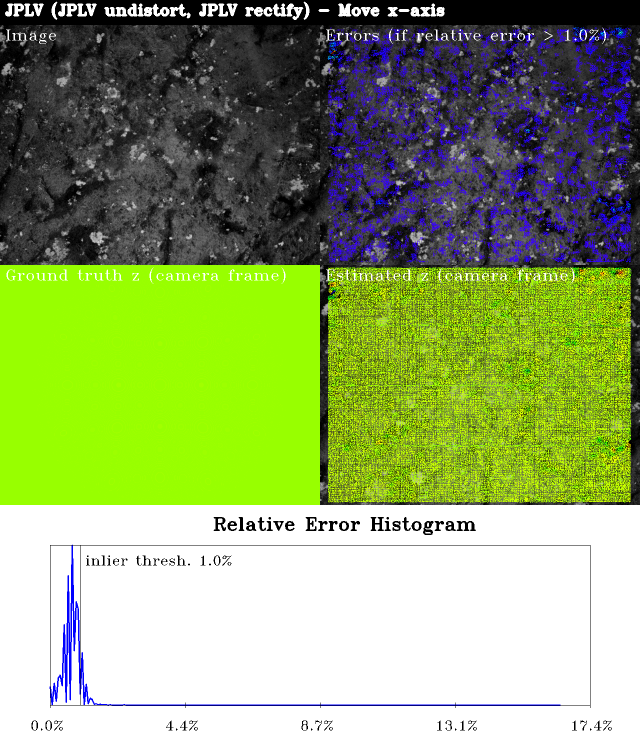 JPLV (JPLV undistort, JPLV rectify) - Move x-axis
Image
Errors (if relative error > 1.0%)
Ground truth z (camera frame)
Estimated z (camera frame)
Relative Error Histogram
inlier thresh. 1.0%
0.0% 4.4% 8.7% 13.1% 17.4%